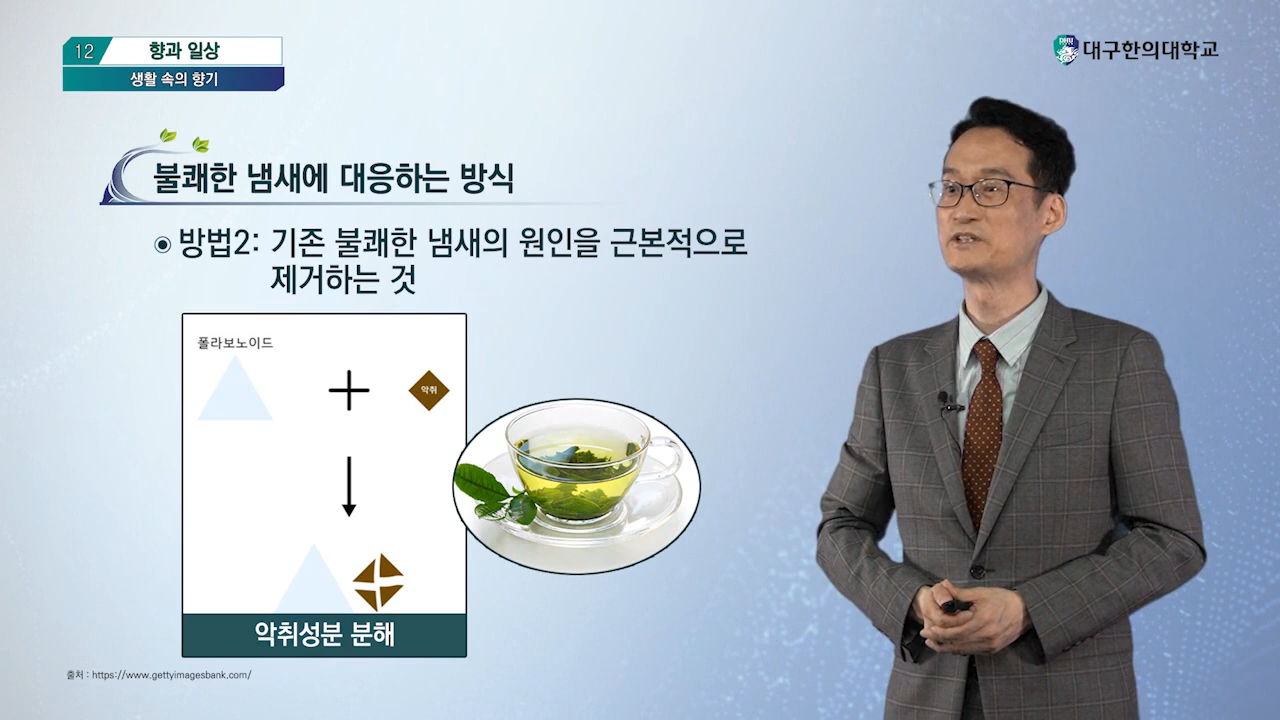 12
향과 일상
생활 속의 향기
DHU
대구한의대학교
불쾌한 냄새에 대응하는 방식
방법2: 기존 불쾌한 냄새의 원인을 근본적으로
제거하는 것
폴라보노이드
악취
악취성분 분해
출처 : https://www.gettyimagesbank.com/